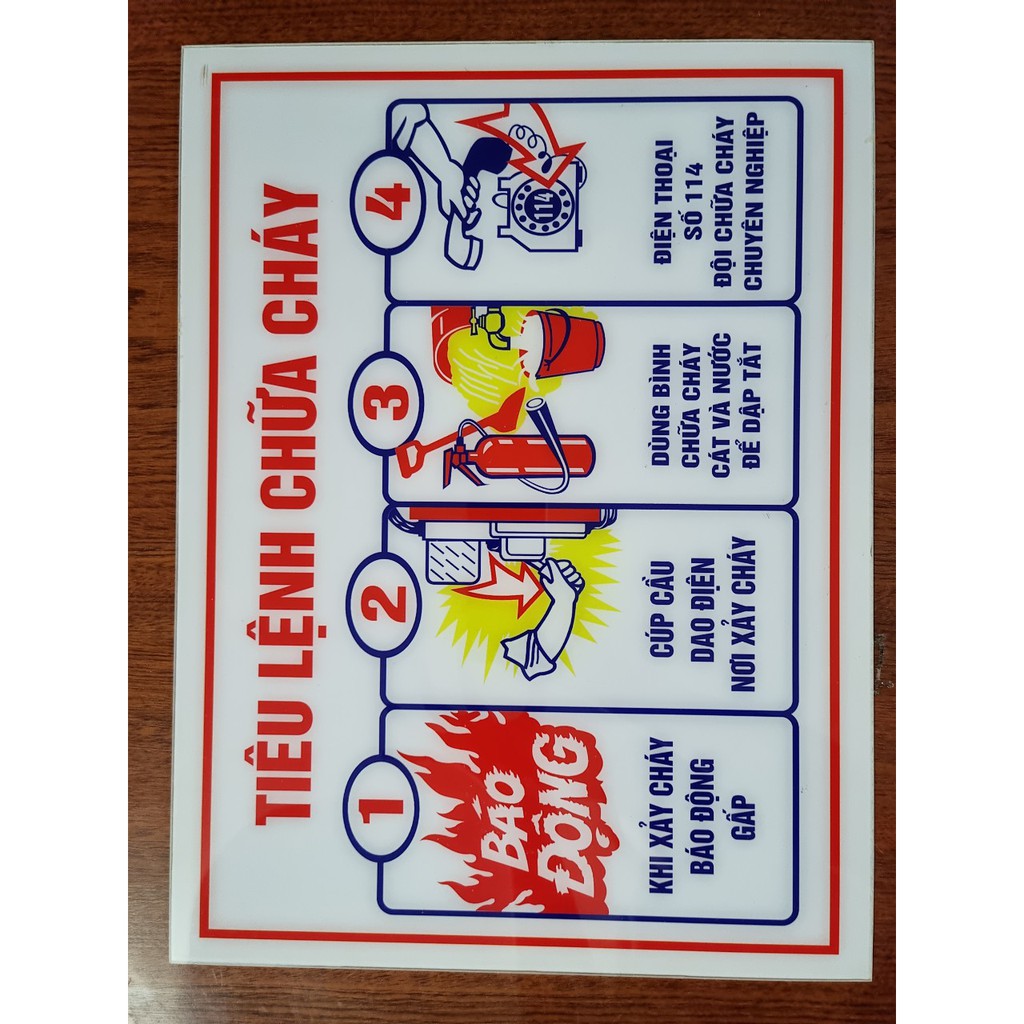 TIÊU LỆNH CHỮA CHÁY
1
BÁO
ĐỘNG
KHI XẢY CHÁY
BÁO ĐỘNG
GẤP
2
CÚP CẦU
DAO ĐIỆN
NƠI XẢY CHÁY
3
DÙNG BÌNH
CHỮA CHÁY
CÁT VÀ NƯỚC
ĐỂ DẬP TẮT
4
114
ĐIỆN THOẠI
SỐ 114
ĐỘI CHỮA CHÁY
CHUYÊN NGHIỆP